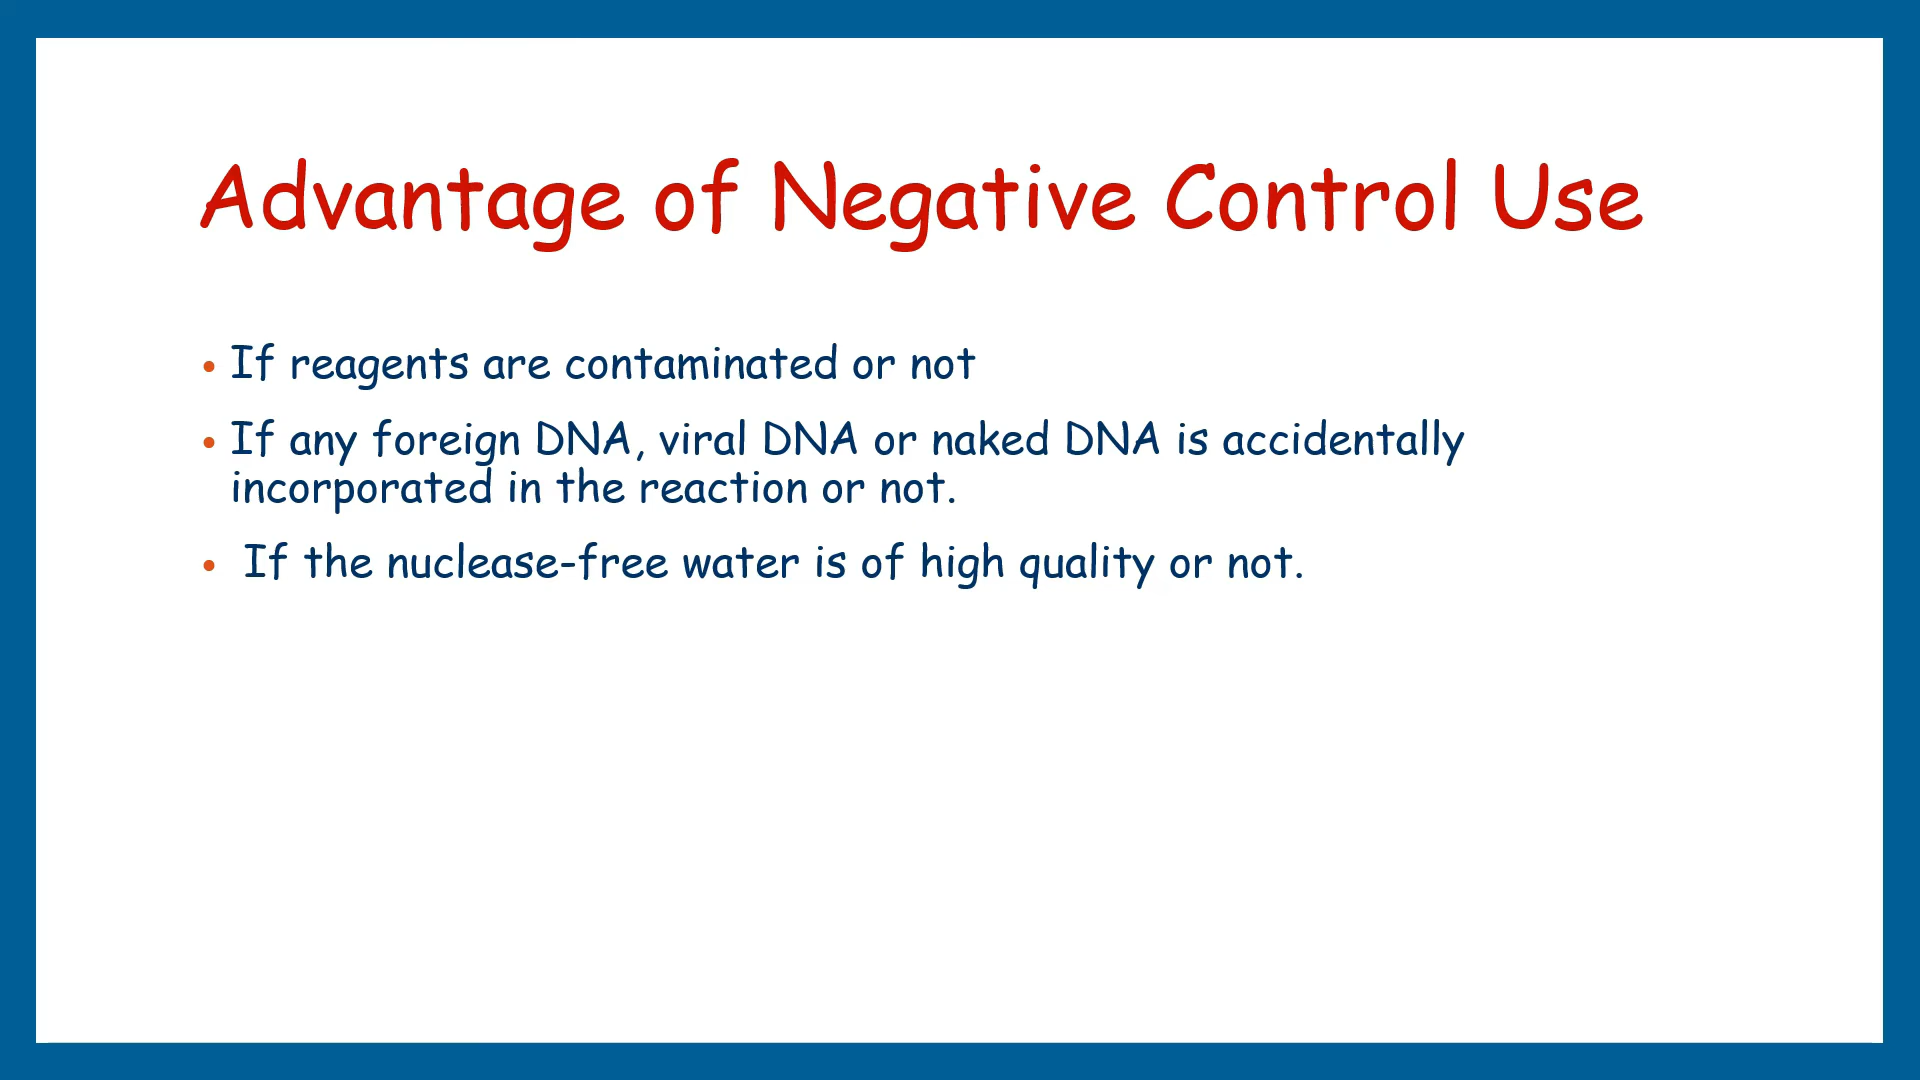 Advantage of Negative Control Use
• If reagents are contaminated or not
• If any foreign DNA, viral DNA or naked DNA is accidentally
incorporated in the reaction or not.
• If the nuclease-free water is of high quality or not.